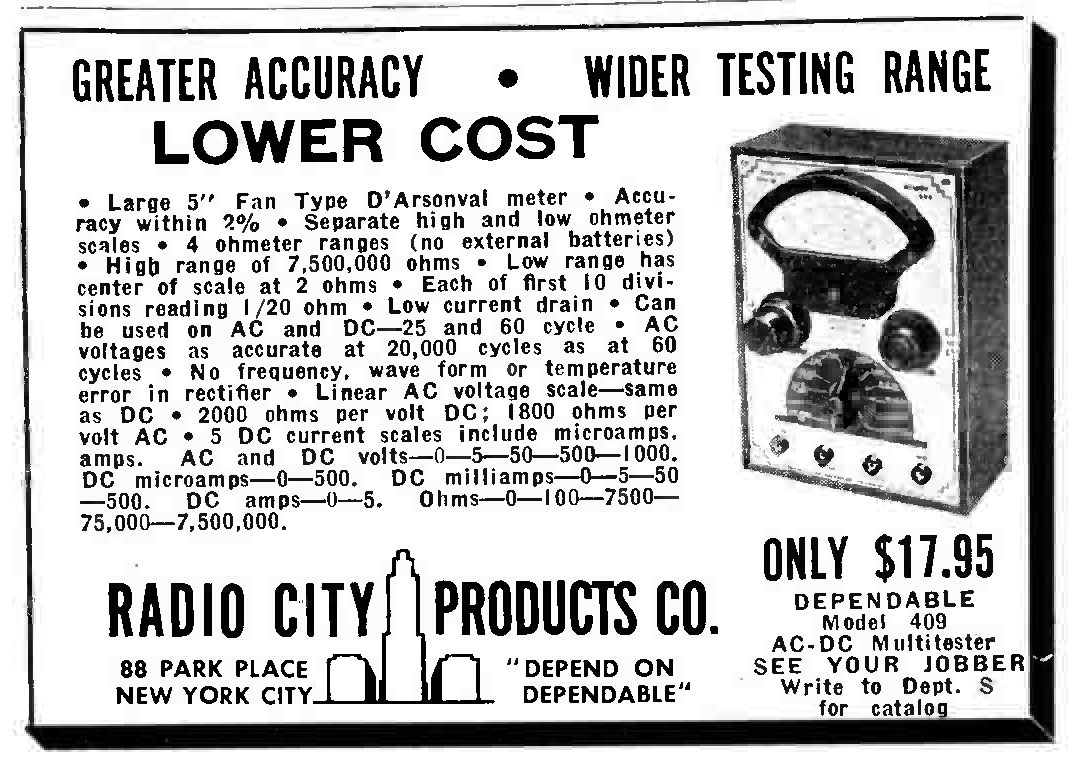 GREATER ACCURACY • WIDER TESTING RANGE
LOWER COST
• Large 5″ Fan Type D'Arsonval meter • Accu-
racy within 2% • Separate high and low ohmeter
scales • 4 ohmeter ranges (no external batteries)
• High range of 7,500,000 ohms • Low range has
center of scale at 2 ohms • Each of first 10 divi-
sions reading 1/20 ohm • Low current drain • Can
be used on AC and DC—25 and 60 cycle • AC
voltages as accurate at 20,000 cycles as at 60
cycles • No frequency, wave form or temperature
error in rectifier • Linear AC voltage scale—same
as DC • 2000 ohms per volt DC; 1800 ohms per
volt AC • 5 DC current scales include microamps.
amps. AC and DC volts—0—5—50—500—1000.
DC microamps—0—500. DC milliamps—0—5—50
—500. DC amps—0—5. Ohms—0—100—7500—
75,000—7,500,000.
RADIO CITY PRODUCTS CO.
88 PARK PLACE
NEW YORK CITY
"DEPEND ON
DEPENDABLE"
ONLY $17.95
DEPENDABLE
Model 409
AC-DC Multitester
SEE YOUR JOBBER
Write to Dept. S
for catalog